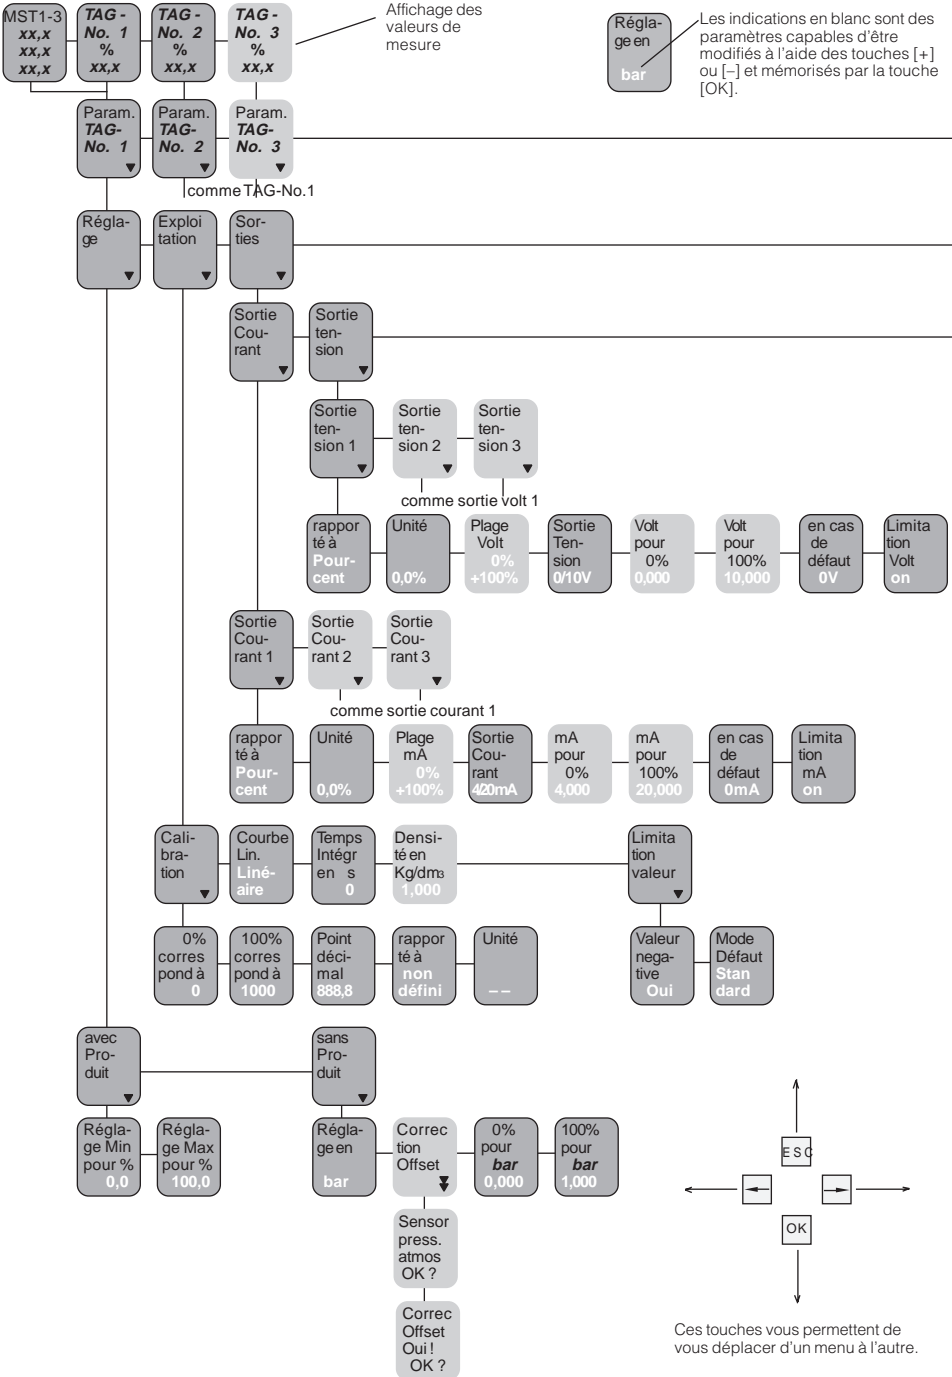 MST1-3
xx,x
xx,x
xx,x
TAG -
No. 1
%
xx,x
TAG -
No. 2
%
xx,x
TAG -
No. 3
%
xx,x
Affichage des
valeurs de
mesure
Régla-
ge en
bar
Les indications en blanc sont des
paramètres capables d'être
modifiés à l'aide des touches [+]
ou [–] et mémorisés par la touche
[OK].
Param.
TAG-
No. 1
Param.
TAG-
No. 2
Param.
TAG-
No. 3
comme TAG-No.1
Régla-
ge
Exploi
tation
Sor-
ties
Sortie
Cou-
rant
Sortie
ten-
sion
Sortie
ten-
sion 1
Sortie
ten-
sion 2
Sortie
ten-
sion 3
comme sortie volt 1
rappor
té à
Pour-
cent
Unité
0,0%
Plage
Volt
0%
+100%
Sortie
Ten-
sion
0/10V
Volt
pour
0%
0,000
Volt
pour
100%
10,000
en cas
de
défaut
0V
Limita
tion
Volt
on
Sortie
Cou-
rant 1
Sortie
Cou-
rant 2
Sortie
Cou-
rant 3
comme sortie courant 1
rappor
té à
Pour-
cent
Unité
0,0%
Plage
mA
0%
+100%
Sortie
Cou-
rant
4/20mA
mA
pour
0%
4,000
mA
pour
100%
20,000
en cas
de
défaut
0mA
Limita
tion
mA
on
Cali-
bra-
tion
Courbe
Lin.
Liné-
aire
Temps
Intégr
en s
0
Densi-
té en
Kg/dm3
1,000
Limita
tion
valeur
0%
corres
pond à
0
100%
corres
pond à
1000
Point
déci-
mal
888,8
rappor
té à
non
défini
Unité
– –
Valeur
nega-
tive
Oui
Mode
Défaut
Stan
dard
avec
Pro-
duit
sans
Pro-
duit
Régla-
ge Min
pour %
0,0
Régla-
ge Max
pour %
100,0
Régla-
ge en
bar
Correc
tion
Offset
0%
pour
bar
0,000
100%
pour
bar
1,000
Sensor
press.
atmos
OK ?
Correc
Offset
Oui !
OK ?
ESC
OK
Ces touches vous permettent de
vous déplacer d'un menu à l'autre.